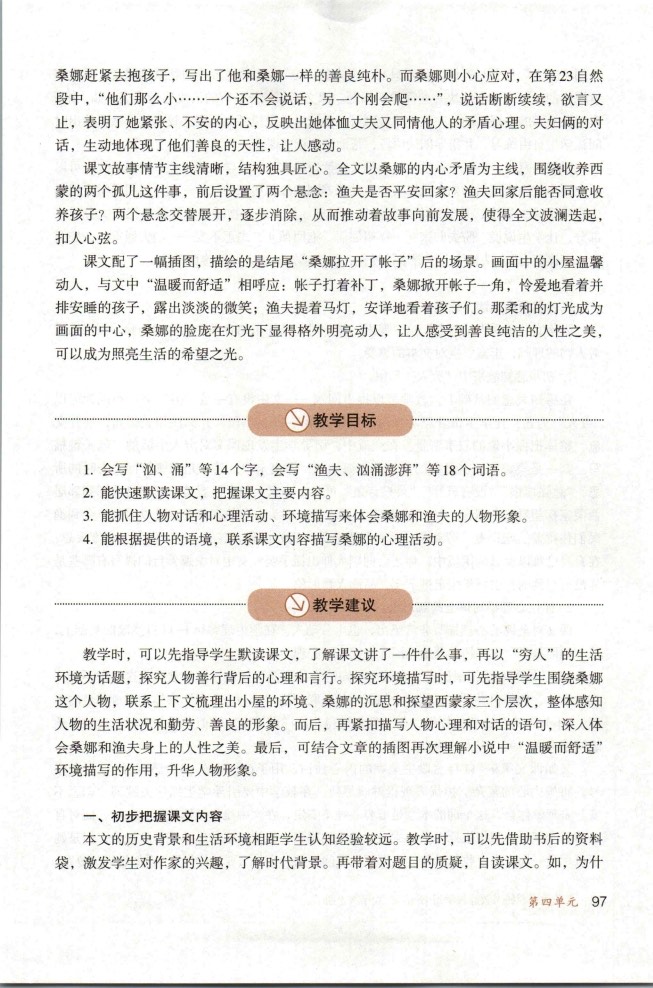 桑娜赶紧去抱孩子，写出了他和桑娜一样的善良纯朴。而桑娜则小心应对，在第23自然
段中，“他们那么小……一个还不会说话，另一个刚会爬……”，说话断断续续，欲言又
止，表明了她紧张、不安的内心，反映出她体恤丈夫又同情他人的矛盾心理。夫妇俩的对
话，生动地体现了他们善良的天性，让人感动。
课文故事情节主线清晰，结构独具匠心。全文以桑娜的内心矛盾为主线，围绕收养西
蒙的两个孤儿这件事，前后设置了两个悬念：渔夫是否平安回家？渔夫回家后能否同意收
养孩子？两个悬念交替展开，逐步消除，从而推动着故事向前发展，使得全文波澜迭起，
扣人心弦。
课文配了一幅插图，描绘的是结尾“桑娜拉开了帐子”后的场景。画面中的小屋温馨
动人，与文中“温暖而舒适”相呼应：帐子打着补丁，桑娜掀开帐子一角，怜爱地看着并
排安睡的孩子，露出淡淡的微笑；渔夫提着马灯，安详地看着孩子们。那柔和的灯光成为
画面的中心，桑娜的脸庞在灯光下显得格外明亮动人，让人感受到善良纯洁的人性之美，
可以成为照亮生活的希望之光。
教学目标
1. 会写“汹、涌”等14个字，会写“渔夫、汹涌澎湃”等18个词语。
2. 能快速默读课文，把握课文主要内容。
3. 能抓住人物对话和心理活动、环境描写来体会桑娜和渔夫的人物形象。
4. 能根据提供的语境，联系课文内容描写桑娜的心理活动。
教学建议
教学时，可以先指导学生默读课文，了解课文讲了一件什么事，再以“穷人”的生活
环境为话题，探究人物善行背后的心理和言行。探究环境描写时，可先指导学生围绕桑娜
这个人物，联系上下文梳理出小屋的环境、桑娜的沉思和探望西蒙家三个层次，整体感知
人物的生活状况和勤劳、善良的形象。而后，再紧扣描写人物心理和对话的语句，深入体
会桑娜和渔夫身上的人性之美。最后，可结合文章的插图再次理解小说中“温暖而舒适”
环境描写的作用，升华人物形象。
一、初步把握课文内容
本文的历史背景和生活环境相距学生认知经验较远。教学时，可以先借助书后的资料
袋，激发学生对作家的兴趣，了解时代背景。再带着对题目的质疑，自读课文。如，为什
第四单元 97